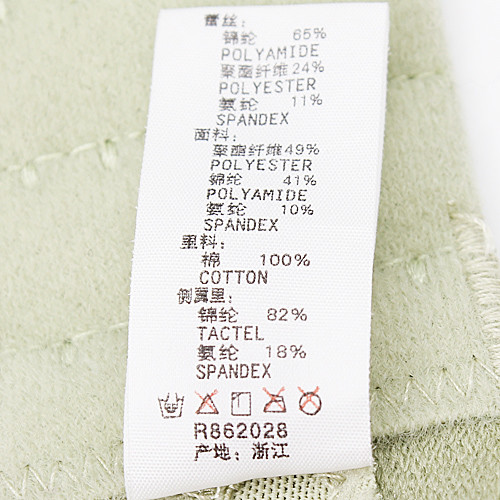 蕾丝:
锦纶 65%
POLYAMIDE
聚酯纤维24%
POLYESTER
氨纶 11%
SPANDEX
面料:
聚酯纤维49%
POLYESTER
锦纶 41%
POLYAMIDE
氨纶 10%
SPANDEX
里料:
棉 100%
COTTON
侧翼里:
锦纶 82%
TACTEL
氨纶 18%
SPANDEX
R862028
产地: 浙江